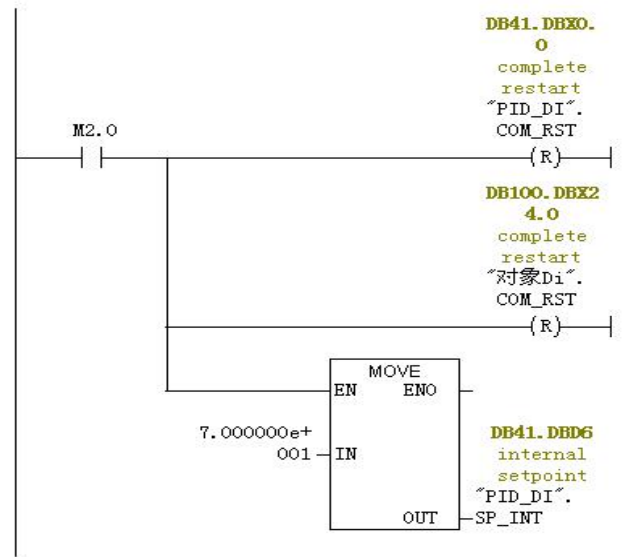 DB41.DBX0.
0
complete
restart
"PID_DI".
COM_RST
M2.0
(R)
DB100.DBX2
4.0
complete
restart
"对象Di".
COM_RST
(R)
MOVE
EN ENO
7.000000e+
001 IN
DB41.DBD6
internal
setpoint
"PID_DI".
OUT SP_INT